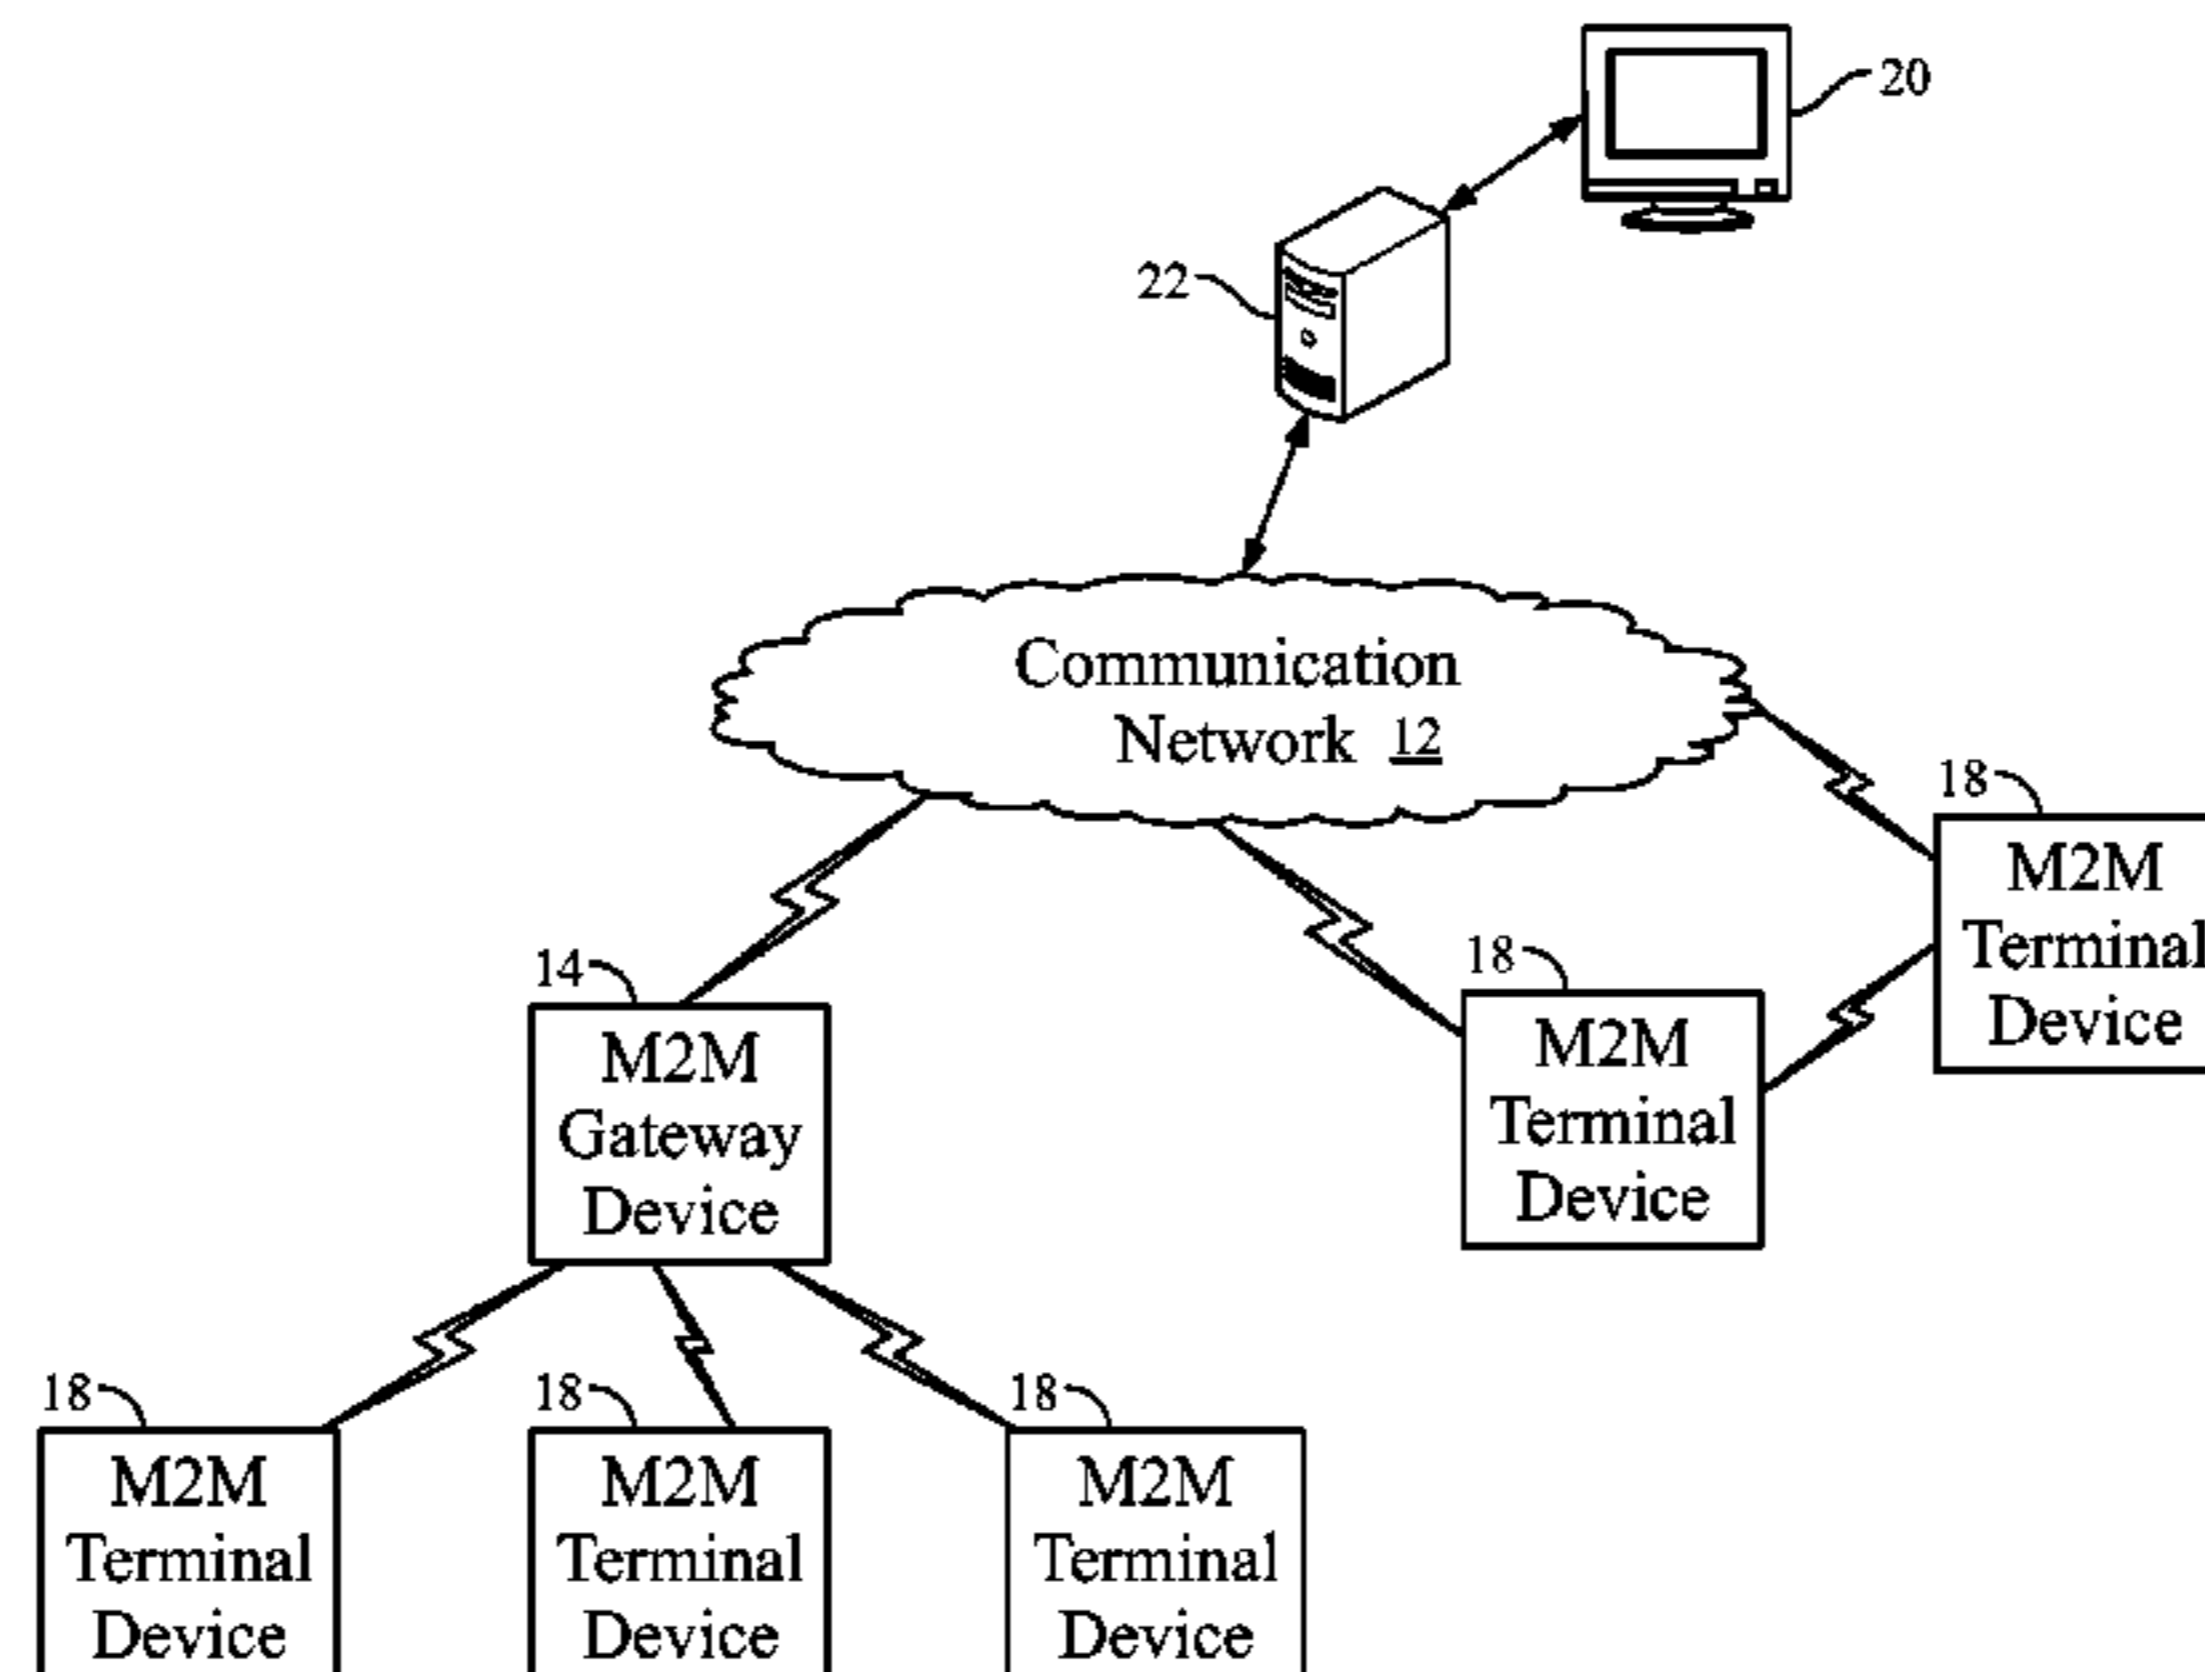 20
22
Communication
Network 12
18
M2M
Terminal
Device
18
M2M
Terminal
Device
14
M2M
Gateway
Device
18
M2M
Terminal
Device
18
M2M
Terminal
Device
18
M2M
Terminal
Device